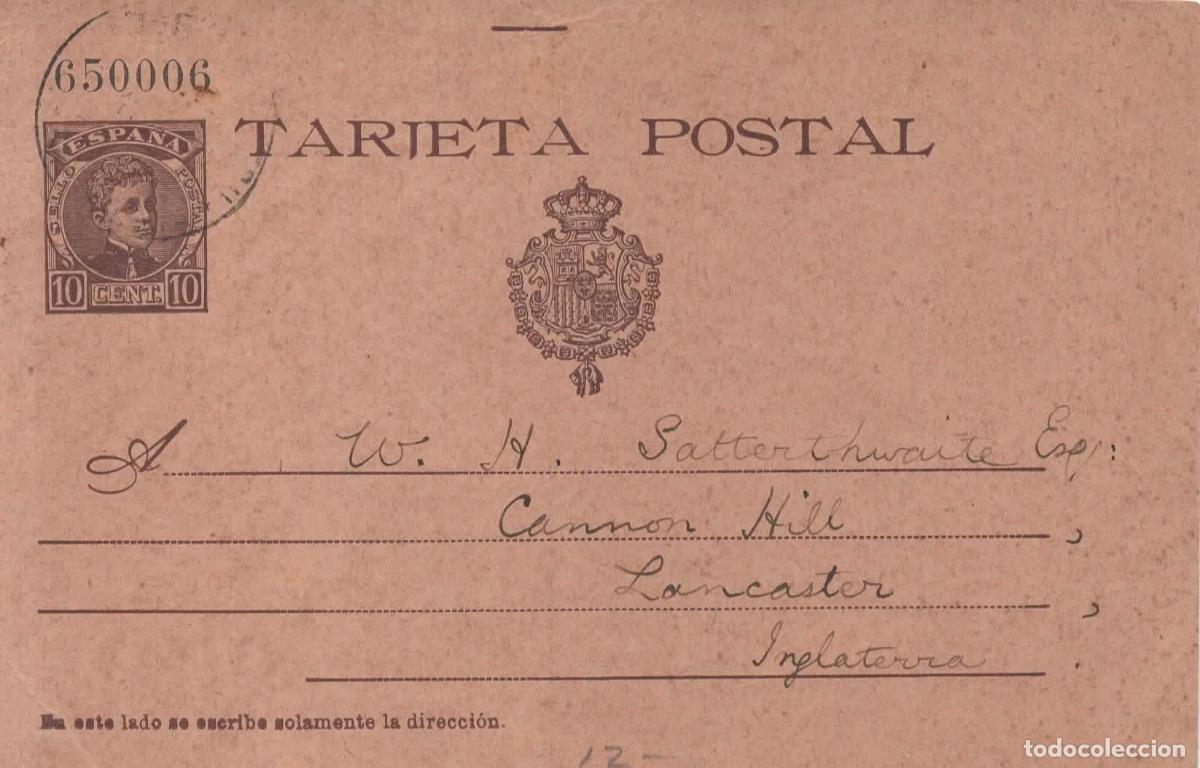 650006
ESPAÑA
SELLO POSTAL
10 CENT. 10
TARJETA POSTAL
A W. H. Satterthwaite Esq:
Cannon Hill,
Lancaster,
Inglaterra.
En este lado se escribe solamente la dirección.
12-
todocoleccion